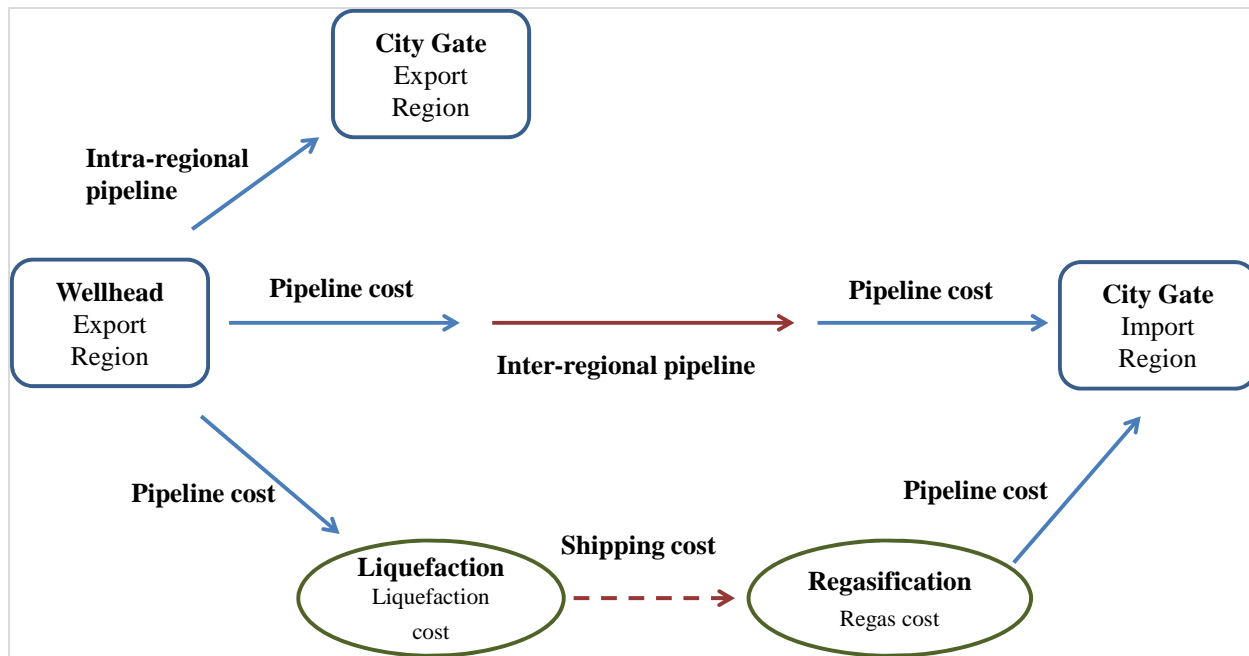 City Gate
Export
Region
Intra-regional
pipeline
Wellhead
Export
Region
Pipeline cost
Inter-regional pipeline
Pipeline cost
City Gate
Import
Region
Pipeline cost
Liquefaction
Liquefaction
cost
Shipping cost
Regasification
Regas cost
Pipeline cost